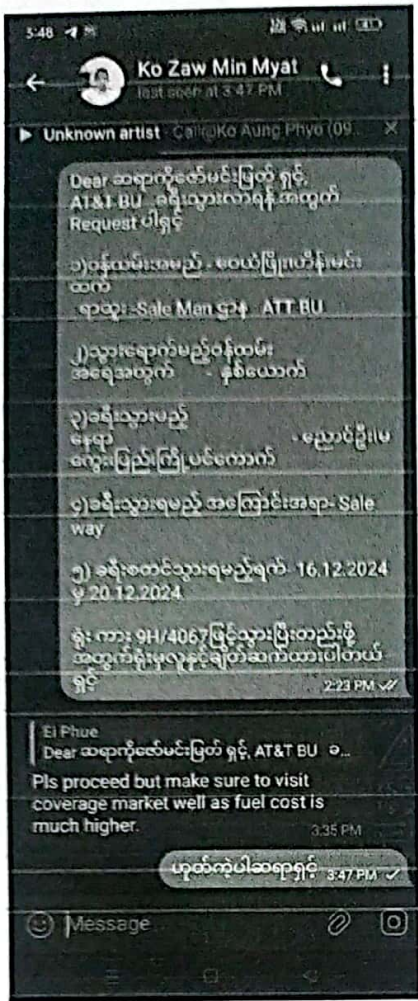 5:48
Ko Zaw Min Myat
last seen at 3:47 PM
Unknown artist - Call@Ko Aung Phyo (09..
Dear ဆရာကိုဇော်မင်းမြတ် ရှင့်,
AT&T BU ခရီးသွားလာရန် အတွက်
Request ပါရှင့်
၁)ဝန်ထမ်းအမည် - ဝေယံဖြိုး၊ဟိန်းမင်း
ထက်
ရာထူး -Sale Man ဌာန - ATT BU
၂)သွားရောက်မည့်ဝန်ထမ်း
အရေအတွက် - နှစ်ယောက်
၃)ခရီးသွားမည့်
နေရာ - ညောင်ဦး၊မ
ကွေး၊ပြည်၊ကြို့ပင်ကောက်
၄)ခရီးသွားရမည့် အကြောင်းအရာ- Sale
way
၅) ခရီးစတင်သွားရမည့်ရက်- 16.12.2024
မှ 20.12.2024
ရုံး ကား 9H/4067ဖြင့်သွားပြီးတည်းဖို့
အတွက်ရုံးမှလူနှင့်ချိတ်ဆက်ထားပါတယ်
ရှင့်
2:23 PM
Ei Phue
Dear ဆရာကိုဇော်မင်းမြတ် ရှင့်, AT&T BU ခ...
Pls proceed but make sure to visit
coverage market well as fuel cost is
much higher.
3:35 PM
ဟုတ်ကဲ့ပါဆရာရှင့် 3:47 PM
Message